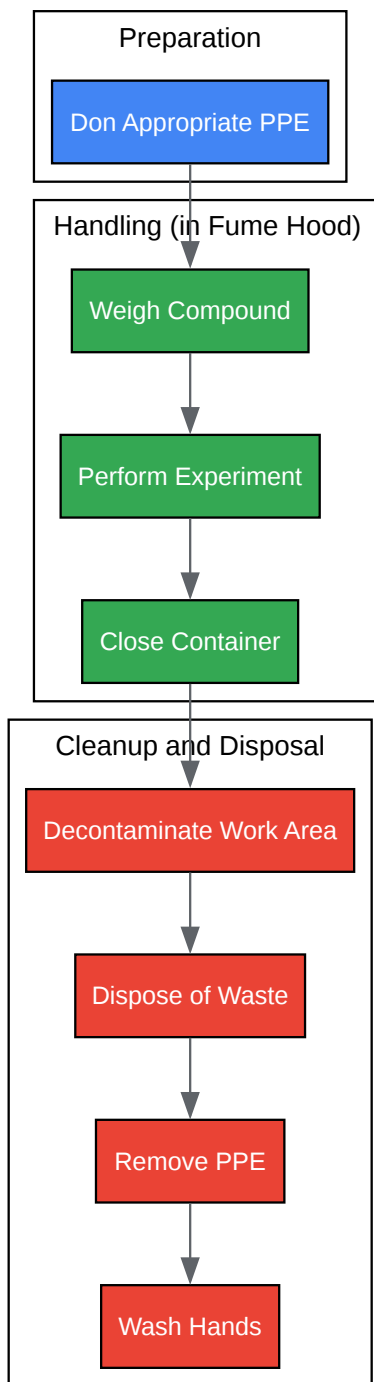 Preparation
Don Appropriate PPE
Handling (in Fume Hood)
Weigh Compound
Perform Experiment
Close Container
Cleanup and Disposal
Decontaminate Work Area
Dispose of Waste
Remove PPE
Wash Hands